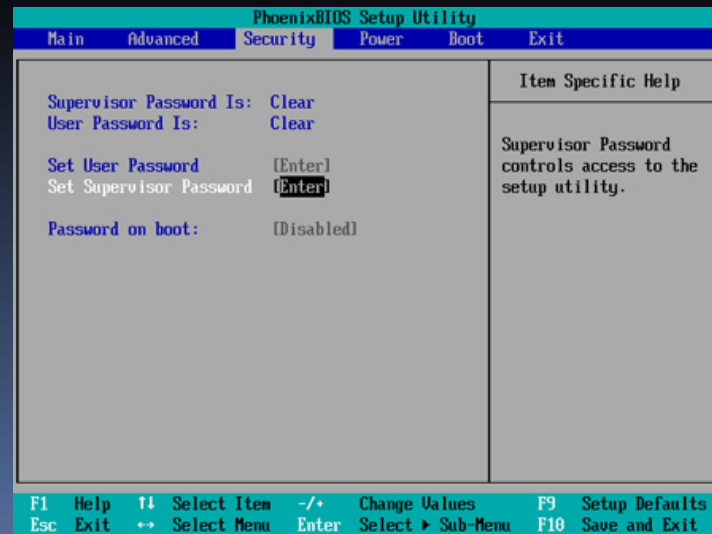 PhoenixBIOS Setup Utility
Main Advanced Security Power Boot Exit
Item Specific Help
Supervisor Password Is: Clear
User Password Is: Clear
Set User Password [Enter]
Set Supervisor Password [Enter]
Password on boot: [Disabled]
Supervisor Password
controls access to the
setup utility.
F1 Help ↑↓ Select Item -/+ Change Values F9 Setup Defaults
Esc Exit ↔ Select Menu Enter Select ▶ Sub-Menu F10 Save and Exit